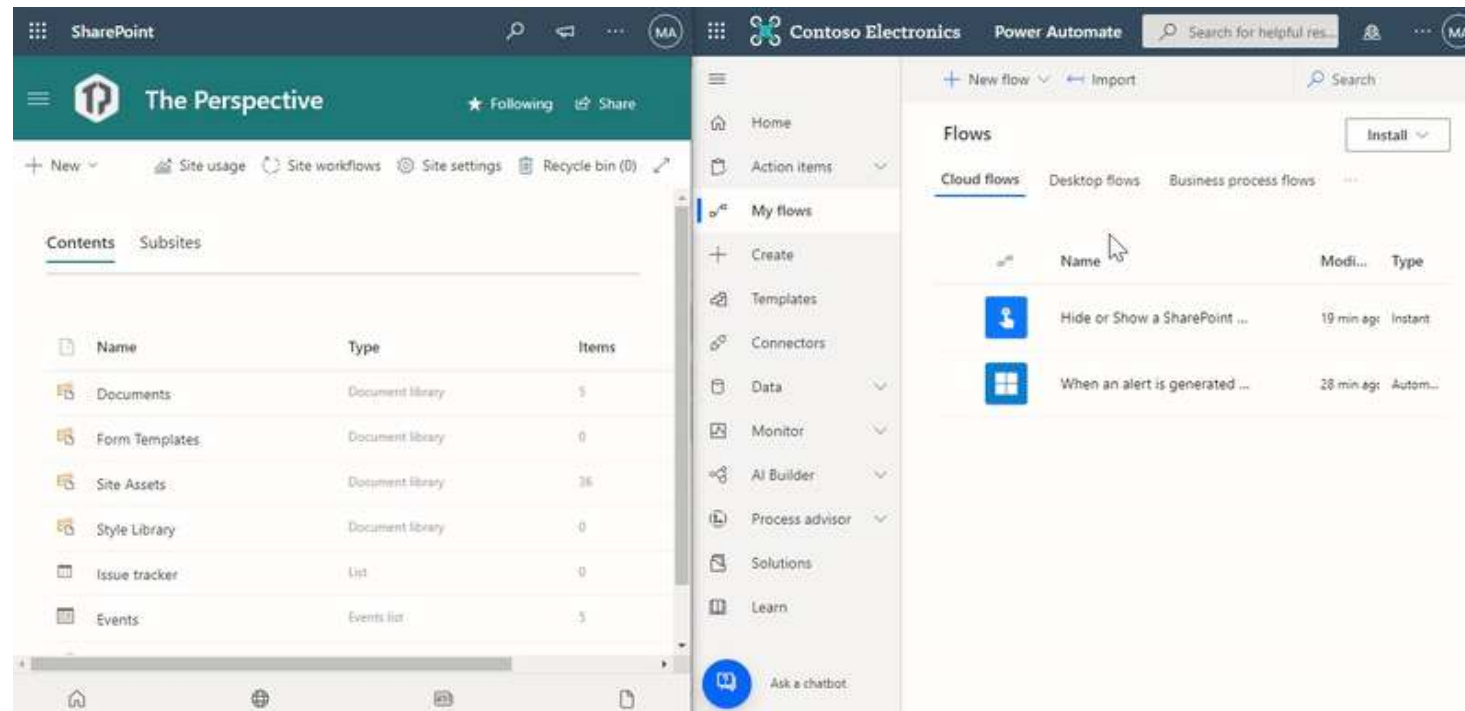 SharePoint
MA
The Perspective
Following
Share
New
Site usage
Site workflows
Site settings
Recycle bin (0)
Contents
Subsites
Name Type Items
Documents Document library 5
Form Templates Document library 0
Site Assets Document library 36
Style Library Document library 0
Issue tracker List 0
Events Events list 5
Contoso Electronics
Power Automate
Search for helpful res...
MA
New flow
Import
Search
Home
Action items
My flows
Create
Templates
Connectors
Data
Monitor
AI Builder
Process advisor
Solutions
Learn
Ask a chatbot
Flows
Install
Cloud flows
Desktop flows
Business process flows
Name Modi... Type
Hide or Show a SharePoint ... 19 min ago Instant
When an alert is generated ... 28 min ago Autom...